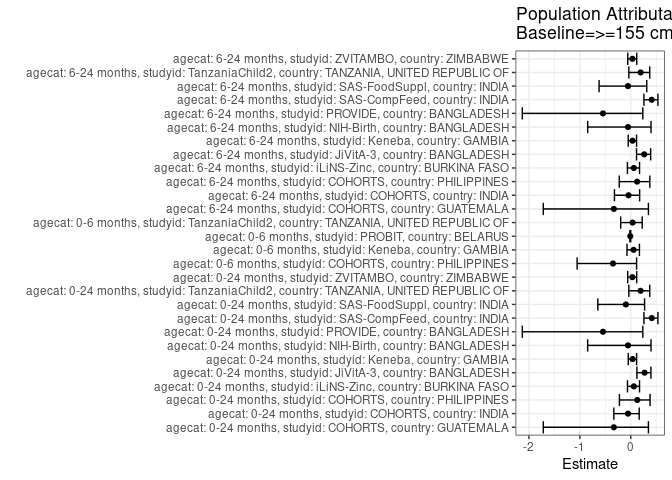 Population Attributa
Baseline=>=155 cm
agecat: 6-24 months, studyid: ZVITAMBO, country: ZIMBABWE
agecat: 6-24 months, studyid: TanzaniaChild2, country: TANZANIA, UNITED REPUBLIC OF
agecat: 6-24 months, studyid: SAS-FoodSuppl, country: INDIA
agecat: 6-24 months, studyid: SAS-CompFeed, country: INDIA
agecat: 6-24 months, studyid: PROVIDE, country: BANGLADESH
agecat: 6-24 months, studyid: NIH-Birth, country: BANGLADESH
agecat: 6-24 months, studyid: Keneba, country: GAMBIA
agecat: 6-24 months, studyid: JiVitA-3, country: BANGLADESH
agecat: 6-24 months, studyid: iLiNS-Zinc, country: BURKINA FASO
agecat: 6-24 months, studyid: COHORTS, country: PHILIPPINES
agecat: 6-24 months, studyid: COHORTS, country: INDIA
agecat: 6-24 months, studyid: COHORTS, country: GUATEMALA
agecat: 0-6 months, studyid: TanzaniaChild2, country: TANZANIA, UNITED REPUBLIC OF
agecat: 0-6 months, studyid: PROBIT, country: BELARUS
agecat: 0-6 months, studyid: Keneba, country: GAMBIA
agecat: 0-6 months, studyid: COHORTS, country: PHILIPPINES
agecat: 0-24 months, studyid: ZVITAMBO, country: ZIMBABWE
agecat: 0-24 months, studyid: TanzaniaChild2, country: TANZANIA, UNITED REPUBLIC OF
agecat: 0-24 months, studyid: SAS-FoodSuppl, country: INDIA
agecat: 0-24 months, studyid: SAS-CompFeed, country: INDIA
agecat: 0-24 months, studyid: PROVIDE, country: BANGLADESH
agecat: 0-24 months, studyid: NIH-Birth, country: BANGLADESH
agecat: 0-24 months, studyid: Keneba, country: GAMBIA
agecat: 0-24 months, studyid: JiVitA-3, country: BANGLADESH
agecat: 0-24 months, studyid: iLiNS-Zinc, country: BURKINA FASO
agecat: 0-24 months, studyid: COHORTS, country: PHILIPPINES
agecat: 0-24 months, studyid: COHORTS, country: INDIA
agecat: 0-24 months, studyid: COHORTS, country: GUATEMALA
-2 -1 0
Estimate